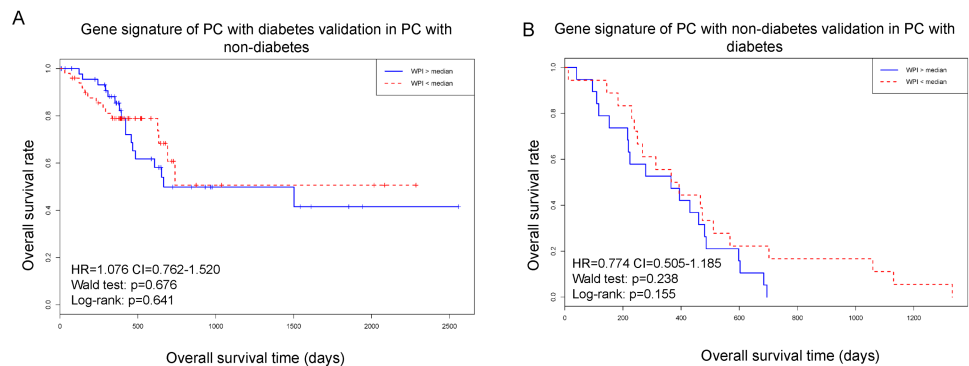 A
Gene signature of PC with diabetes validation in PC with
non-diabetes
WPI > median
WPI < median
Overall survival rate
1.0
0.8
0.6
0.4
0.2
0.0
HR=1.076 CI=0.762-1.520
Wald test: p=0.676
Log-rank: p=0.641
0 500 1000 1500 2000 2500
Overall survival time (days)
B
Gene signature of PC with non-diabetes validation in PC with
diabetes
WPI > median
WPI < median
Overall survival rate
1.0
0.8
0.6
0.4
0.2
0.0
HR=0.774 CI=0.505-1.185
Wald test: p=0.238
Log-rank: p=0.155
0 200 400 600 800 1000 1200
Overall survival time (days)